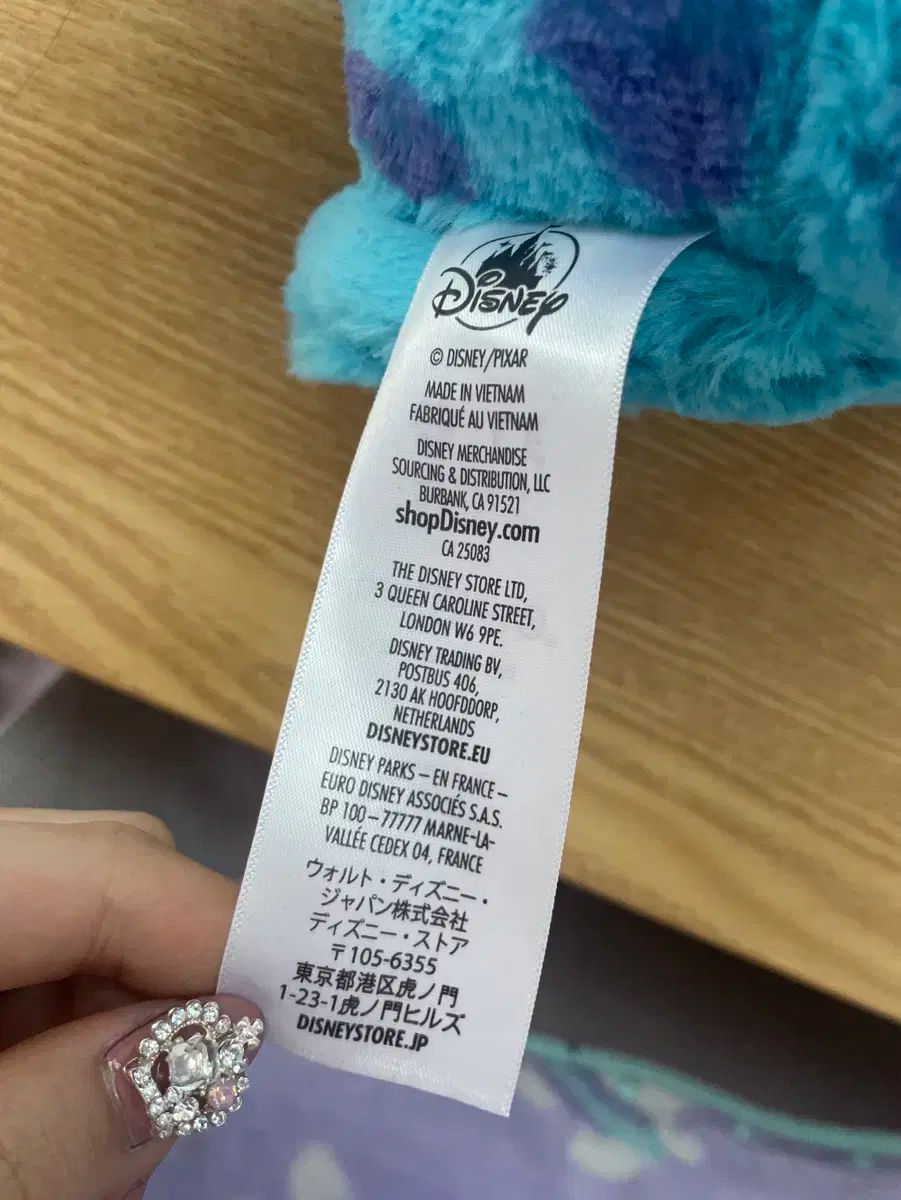 Disney
© DISNEY/PIXAR
MADE IN VIETNAM
FABRIQUÉ AU VIETNAM
DISNEY MERCHANDISE
SOURCING & DISTRIBUTION, LLC
BURBANK, CA 91521
shopDisney.com
CA 25083
THE DISNEY STORE LTD,
3 QUEEN CAROLINE STREET,
LONDON W6 9PE.
DISNEY TRADING BV,
POSTBUS 406,
2130 AK HOOFDDORP,
NETHERLANDS
DISNEYSTORE.EU
DISNEY PARKS – EN FRANCE –
EURO DISNEY ASSOCIÉS S.A.S.
BP 100 – 77777 MARNE-LA-
VALLÉE CEDEX 04, FRANCE
ウォルト・ディズニー・
ジャパン株式会社
ディズニー・ストア
〒105-6355
東京都港区虎ノ門
1-23-1虎ノ門ヒルズ
DISNEYSTORE.JP